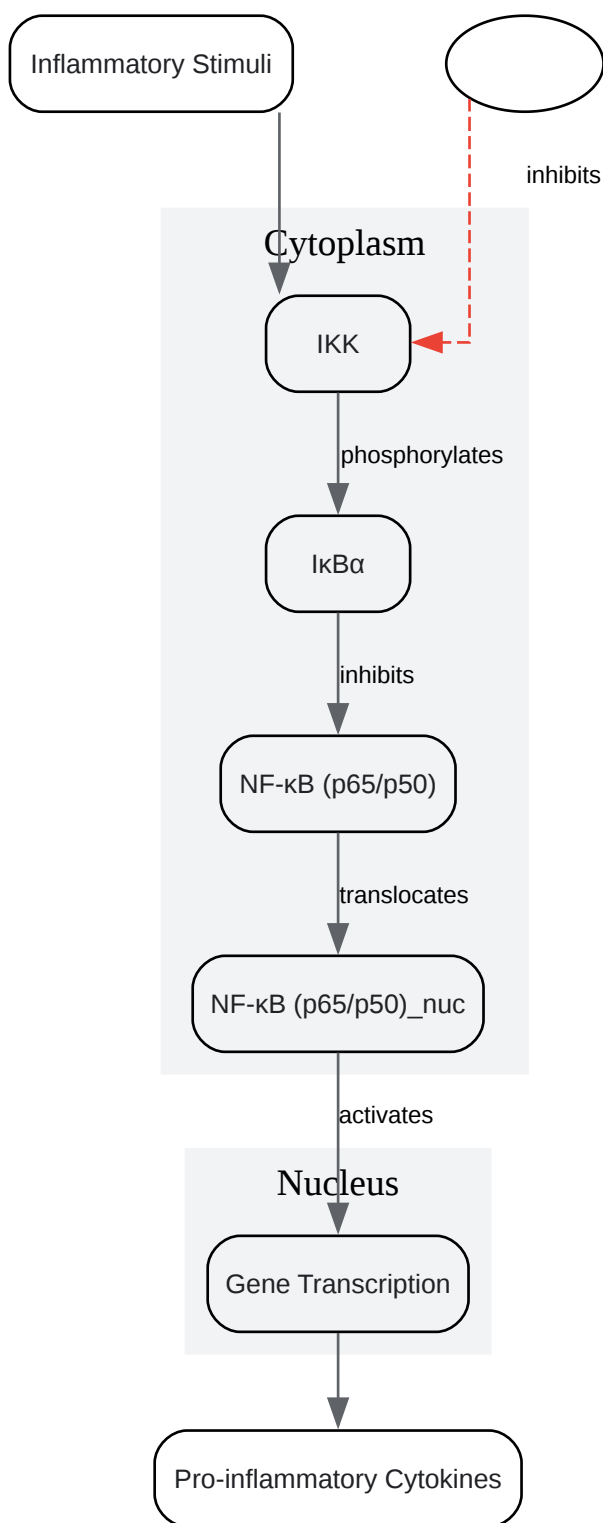 Inflammatory Stimuli
inhibits
Cytoplasm
IKK
phosphorylates
IκBα
inhibits
NF-κB (p65/p50)
translocates
NF-κB (p65/p50)_nuc
activates
Nucleus
Gene Transcription
Pro-inflammatory Cytokines